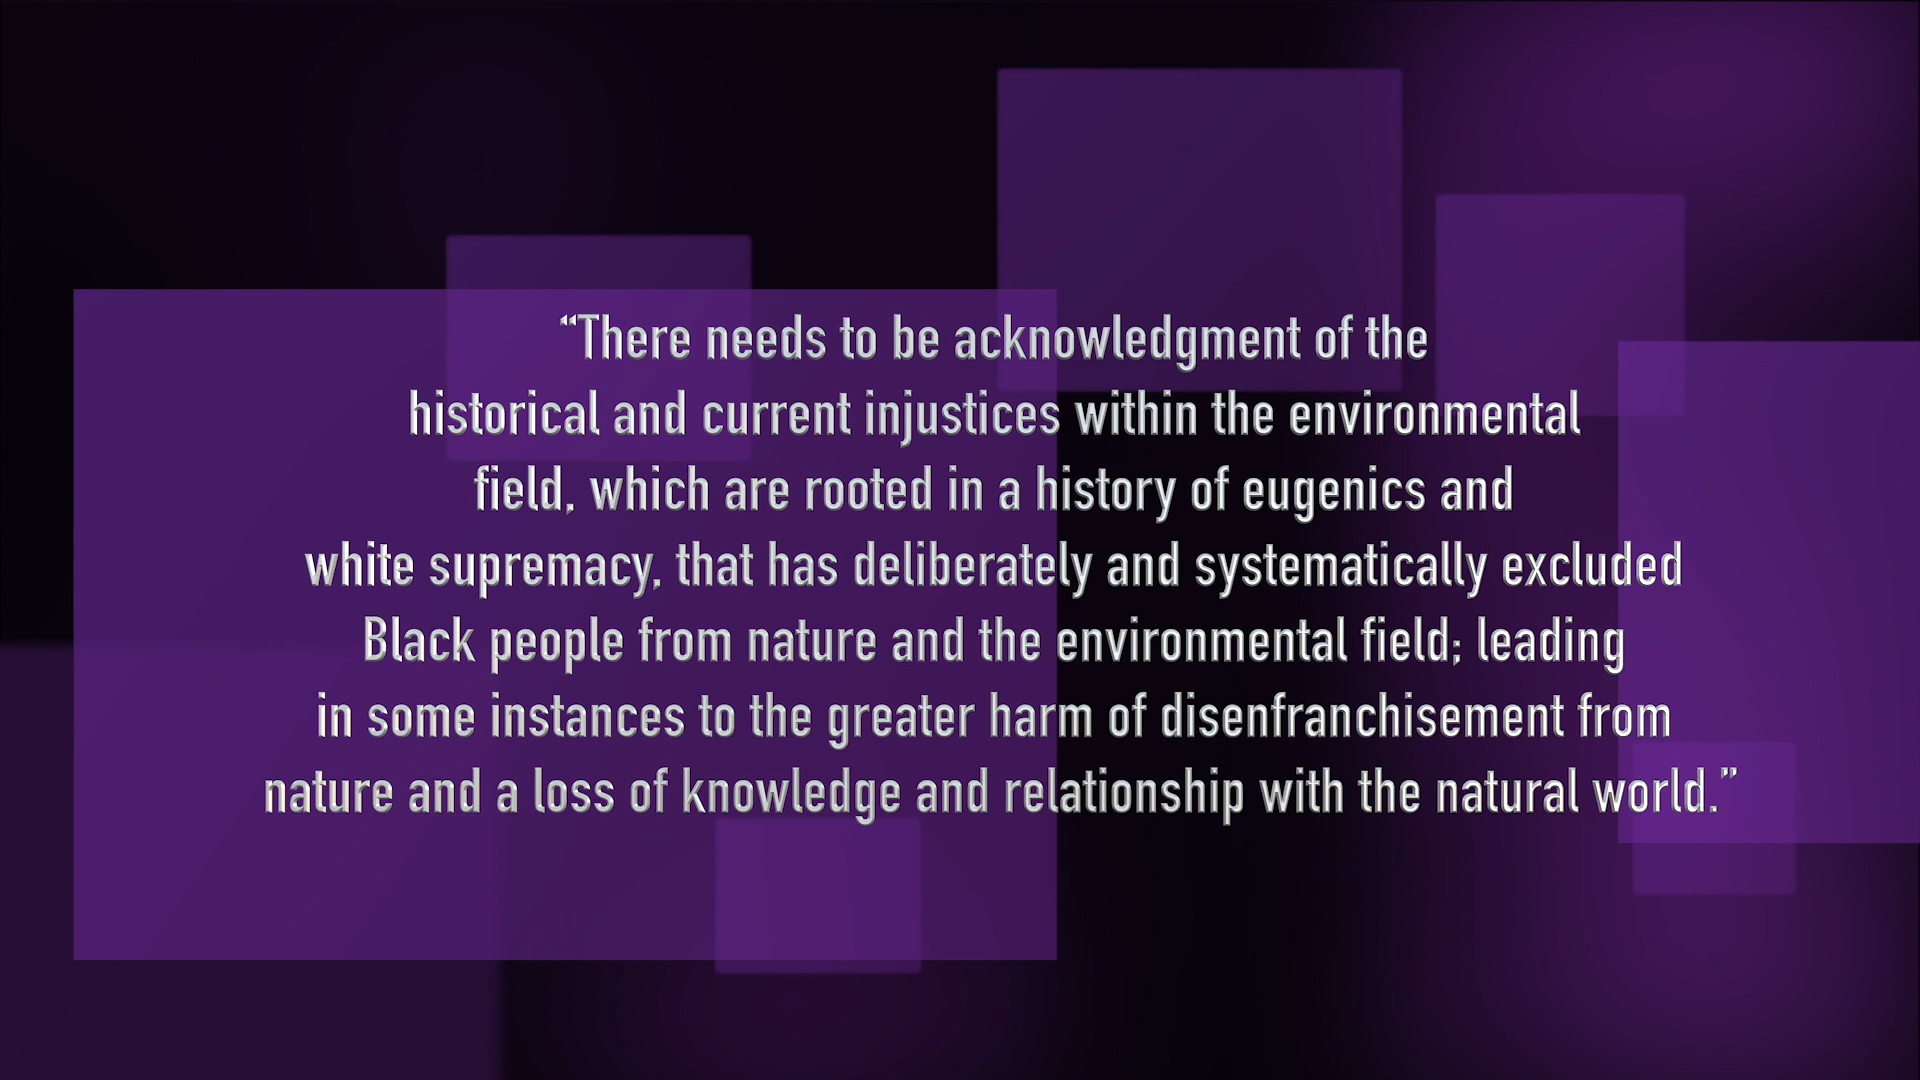 “There needs to be acknowledgment of the
historical and current injustices within the environmental
field, which are rooted in a history of eugenics and
white supremacy, that has deliberately and systematically excluded
Black people from nature and the environmental field; leading
in some instances to the greater harm of disenfranchisement from
nature and a loss of knowledge and relationship with the natural world.”